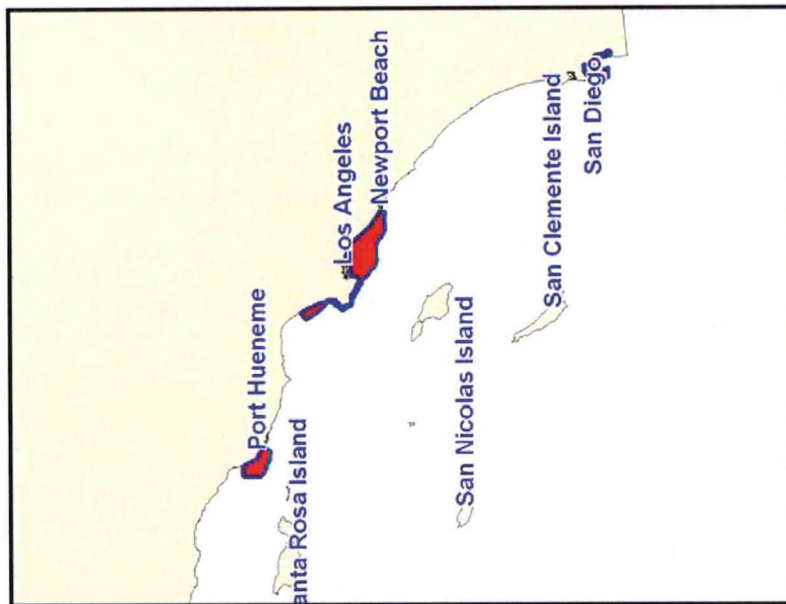 Port Hueneme
anta Rosa Island
Los Angeles
Newport Beach
San Nicolas Island
San Clemente Island
San Diego